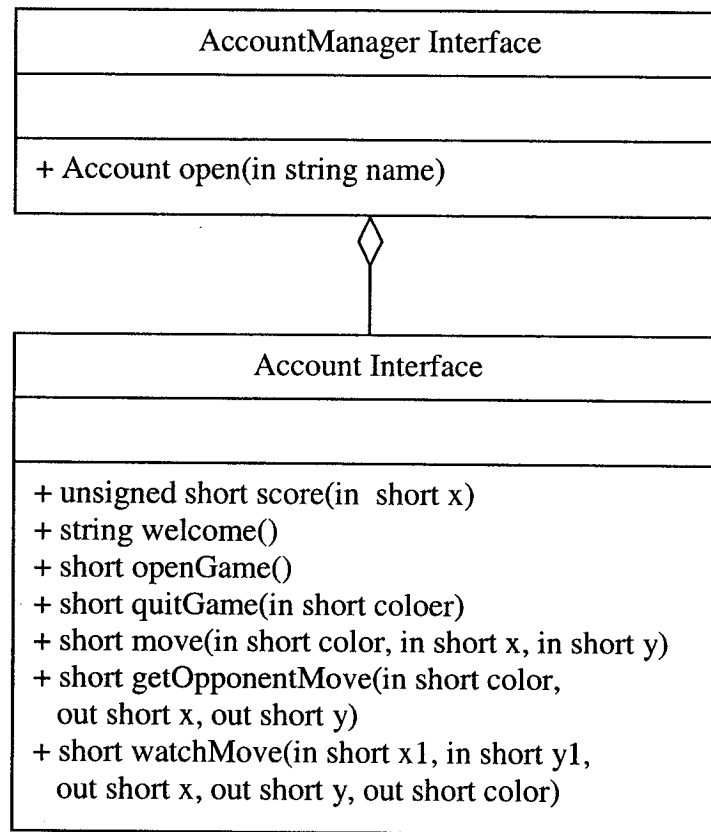 AccountManager Interface
+ Account open(in string name)
Account Interface
+ unsigned short score(in short x)
+ string welcome()
+ short openGame()
+ short quitGame(in short coloer)
+ short move(in short color, in short x, in short y)
+ short getOpponentMove(in short color,
out short x, out short y)
+ short watchMove(in short x1, in short y1,
out short x, out short y, out short color)